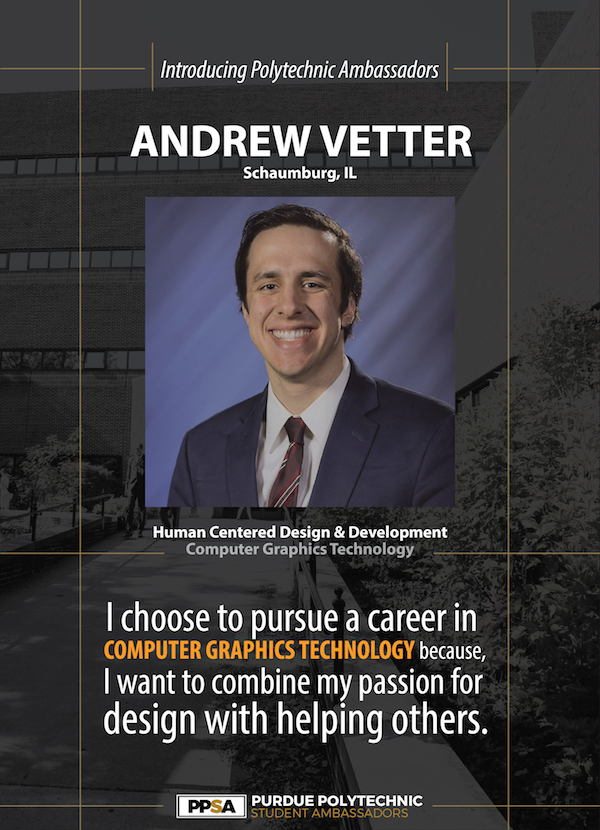 Introducing Polytechnic Ambassadors
ANDREW VETTER
Schaumburg, IL
Human Centered Design & Development
Computer Graphics Technology
I choose to pursue a career in
COMPUTER GRAPHICS TECHNOLOGY because,
I want to combine my passion for
design with helping others.
PPSA PURDUE POLYTECHNIC
STUDENT AMBASSADORS